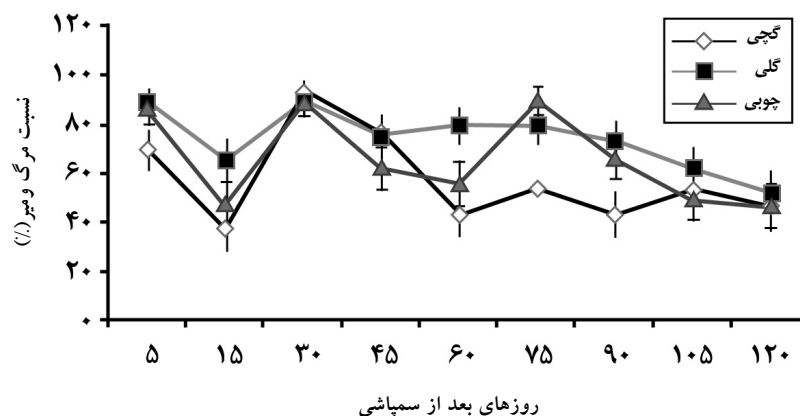 گچی
گلی
چوبی
۱۲۰
۱۰۰
۸۰
۶۰
۴۰
۲۰
۰
نسبت مرگ ومیر(٪)
۵ ۱۵ ۳۰ ۴۵ ۶۰ ۷۵ ۹۰ ۱۰۵ ۱۲۰
روزهای بعد از سمپاشی